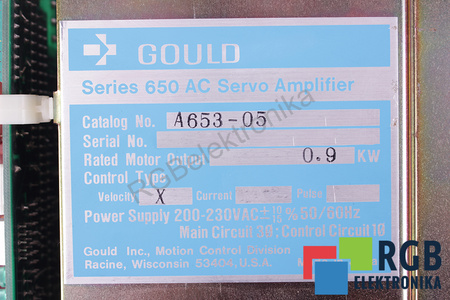 GOULD
Series 650 AC Servo Amplifier
Catalog No. A653-05
Serial No.
Rated Motor Output 0.9 KW
Control Type
Velocity X Current Pulse
Power Supply 200-230VAC ± % 50/60Hz
Main Circuit 3Φ; Control Circuit 1Φ
Gould Inc., Motion Control Division
Racine, Wisconsin 53404, U.S.A.
RGBelektronika
RGB
ELEKTRONIKA